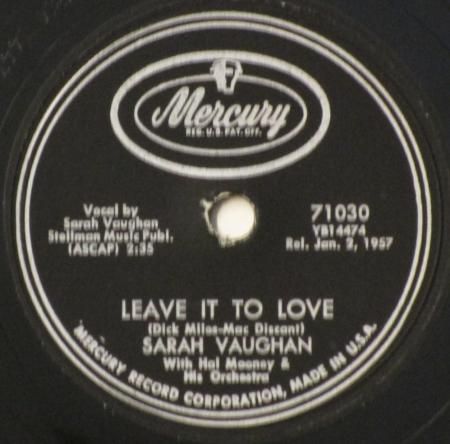 Mercury
REG. U.S. PAT. OFF.
Vocal by
Sarah Vaughan
Stellman Music Publ.
(ASCAP) 2:35
71030
YB14474
Rel. Jan. 2, 1957
LEAVE IT TO LOVE
(Dick Miles-Mac Discant)
SARAH VAUGHAN
With Hal Mooney &
His Orchestra
MERCURY RECORD CORPORATION, MADE IN U.S.A.